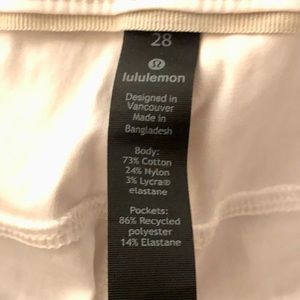 28
lululemon
Designed in
Vancouver
Made in
Bangladesh
Body:
73% Cotton
24% Nylon
3% Lycra®
elastane
Pockets:
86% Recycled
polyester
14% Elastane